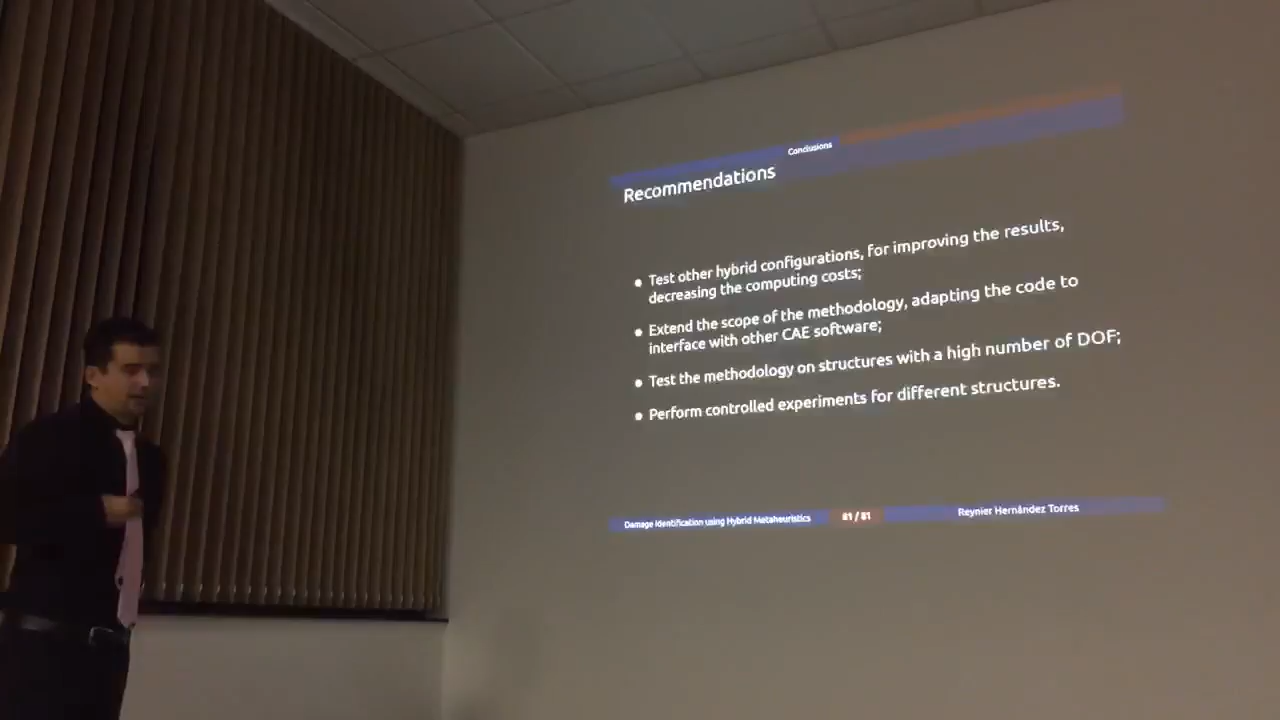 Conclusions
Recommendations
Test other hybrid configurations, for improving the results,
decreasing the computing costs;
Extend the scope of the methodology, adapting the code to
interface with other CAE software;
Test the methodology on structures with a high number of DOF;
Perform controlled experiments for different structures.
Damage Identification using Hybrid Metaheuristics
81 / 81
Reynier Hernández Torres